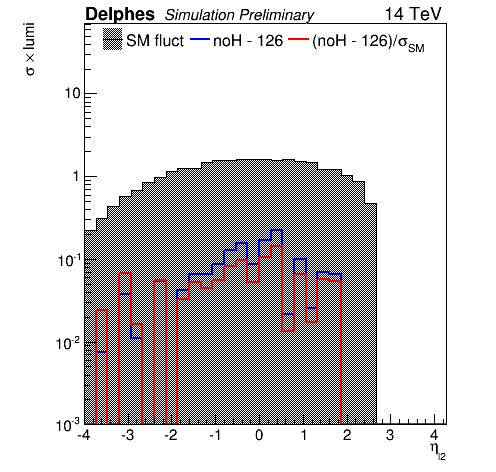 Delphes Simulation Preliminary 14 TeV
σ × lumi
SM fluct noH - 126 (noH - 126)/σSM
10
1
10-1
10-2
10-3
-4 -3 -2 -1 0 1 2 3 4
ηl2